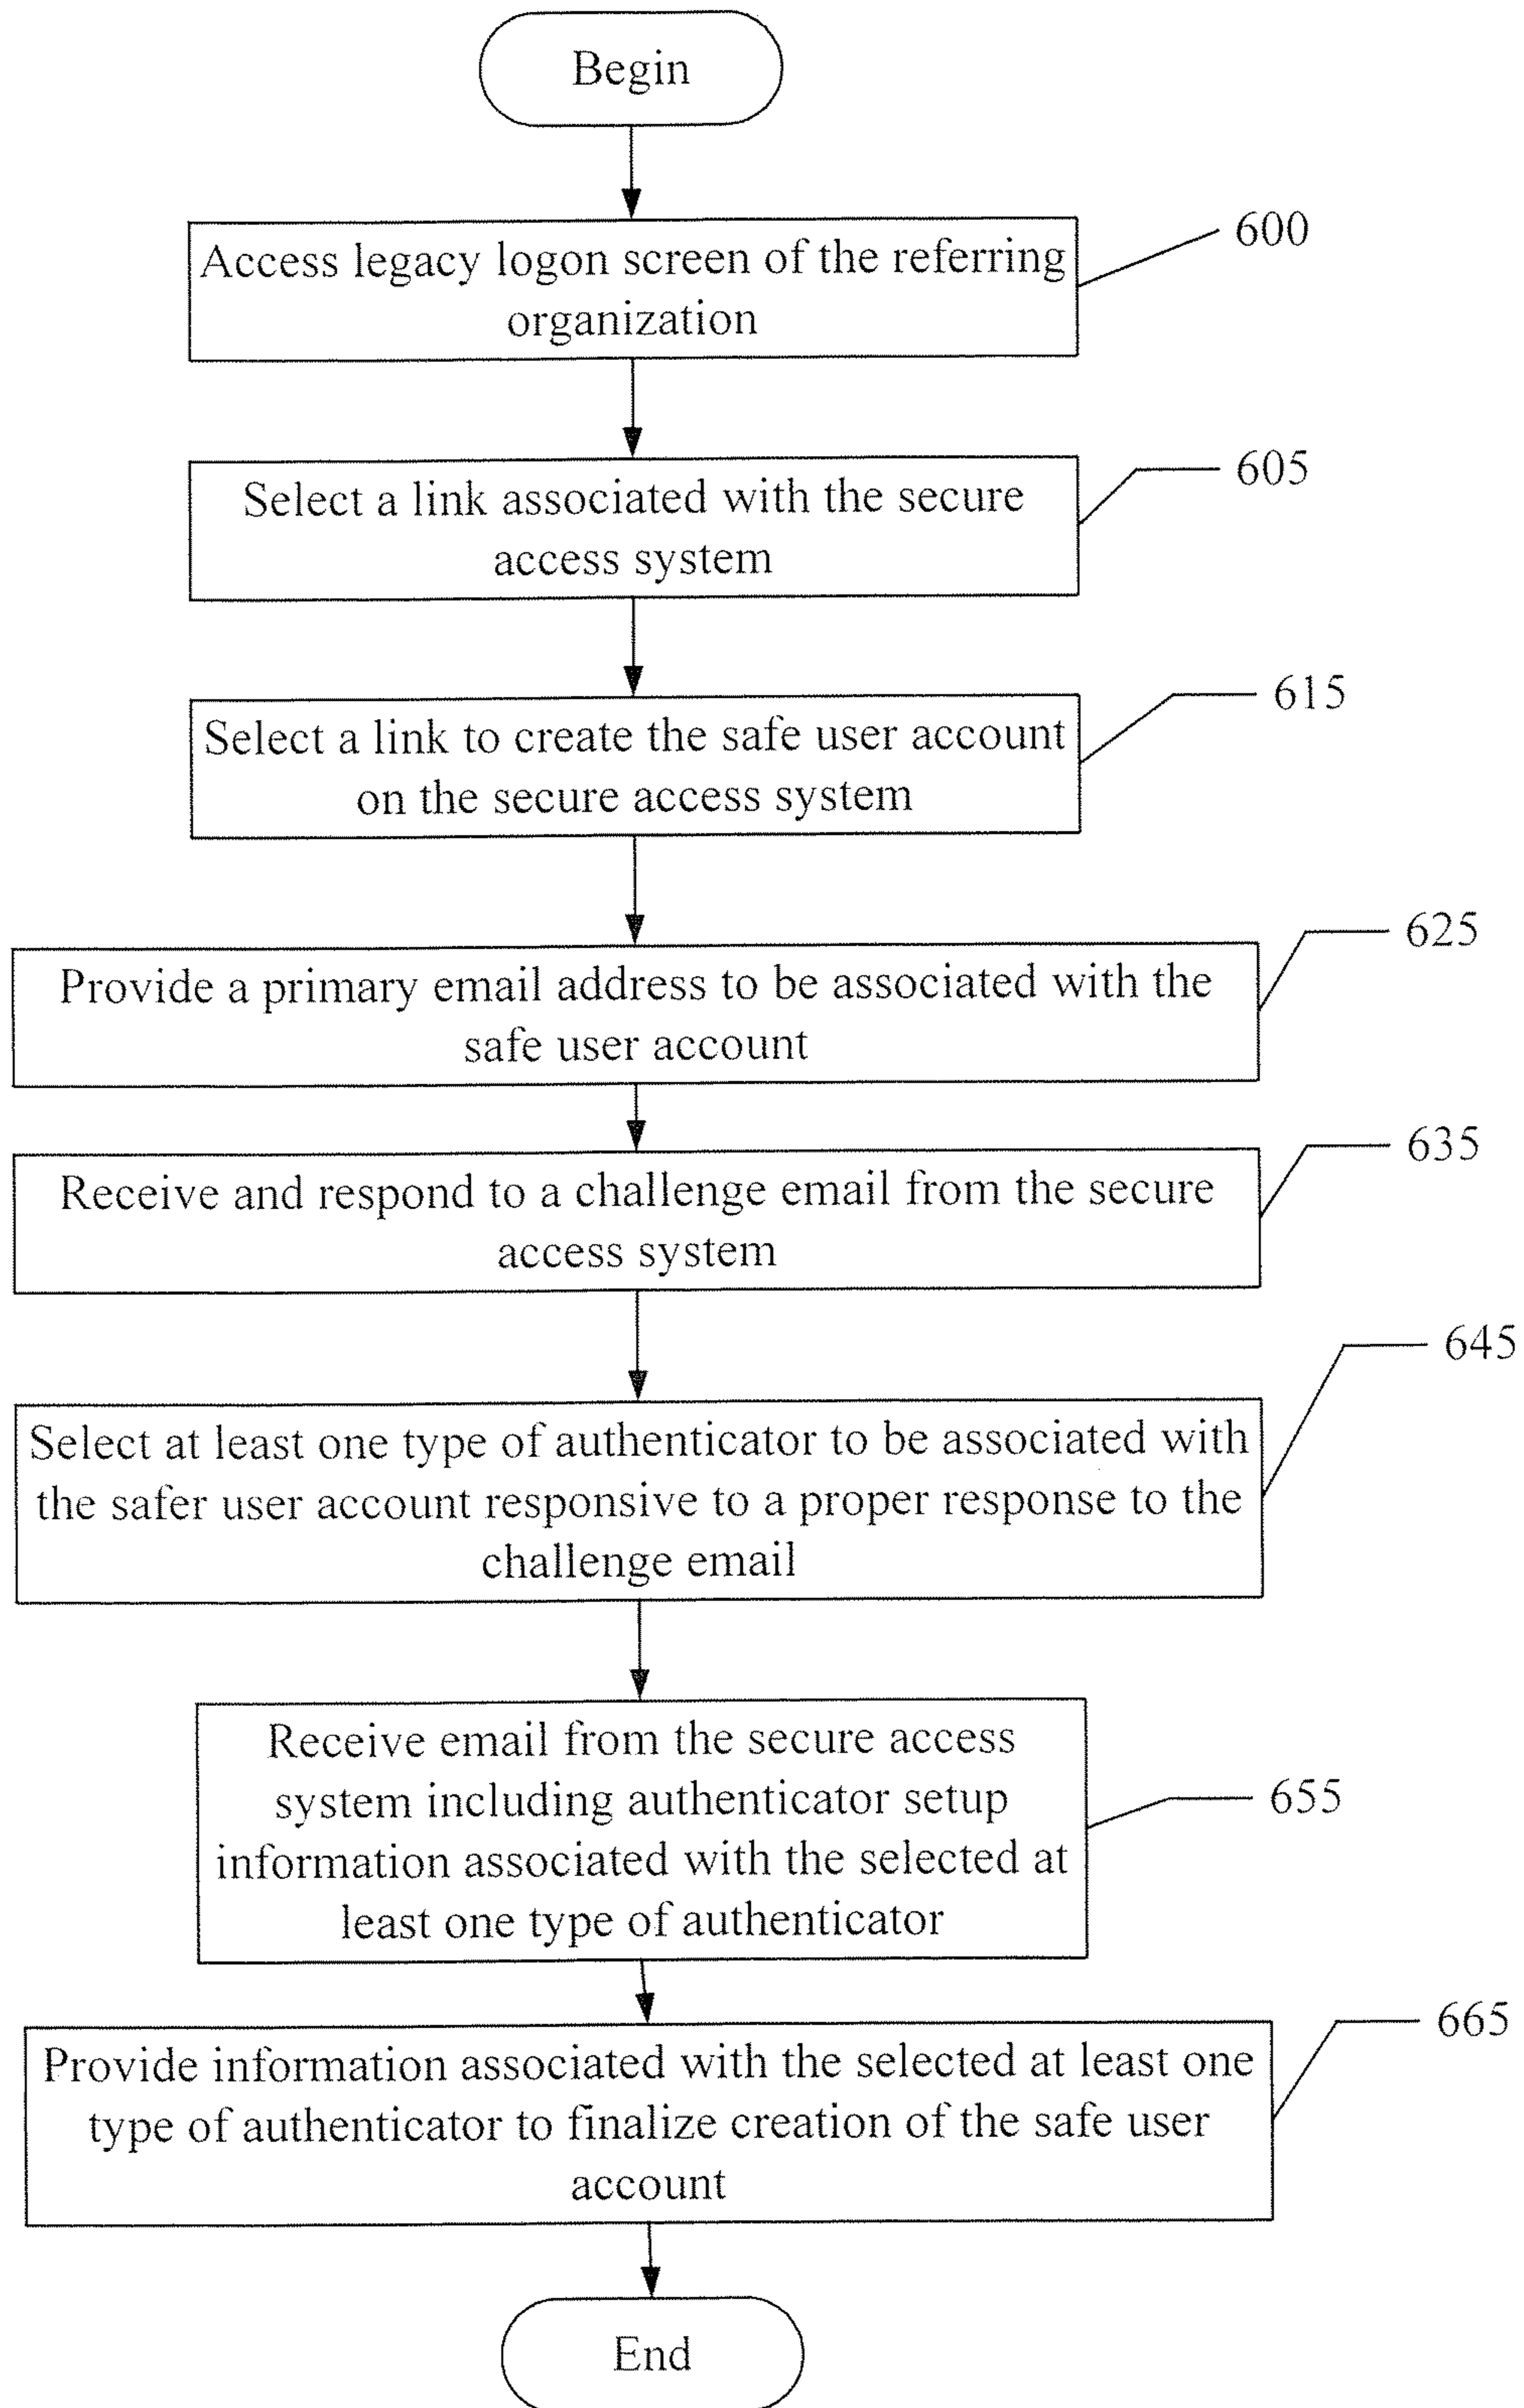 Begin
Access legacy logon screen of the referring
organization
600
Select a link associated with the secure
access system
605
Select a link to create the safe user account
on the secure access system
615
Provide a primary email address to be associated with the
safe user account
625
Receive and respond to a challenge email from the secure
access system
635
Select at least one type of authenticator to be associated with
the safer user account responsive to a proper response to the
challenge email
645
Receive email from the secure access
system including authenticator setup
information associated with the selected at
least one type of authenticator
655
Provide information associated with the selected at least one
type of authenticator to finalize creation of the safe user
account
665
End